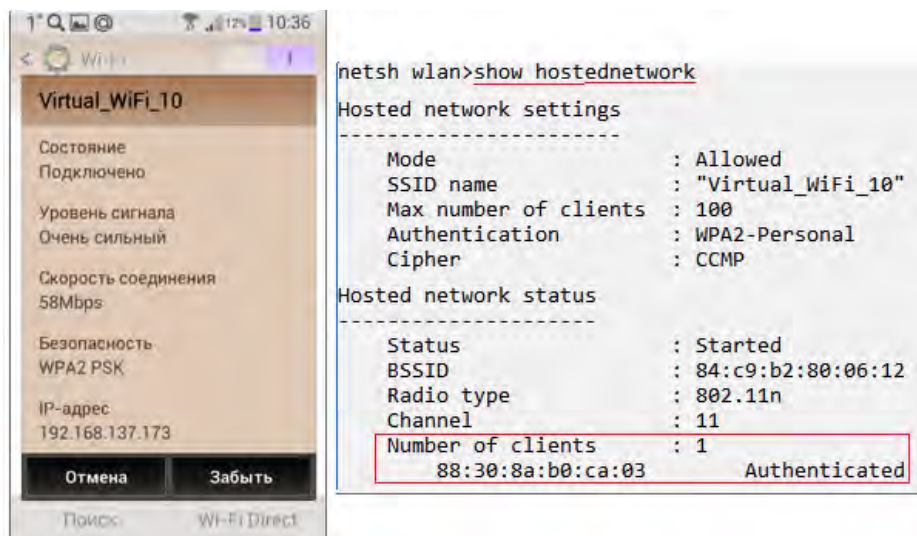 1° 12% 10:36
< Wi-Fi
Virtual_WiFi_10
Состояние
Подключено
Уровень сигнала
Очень сильный
Скорость соединения
58Mbps
Безопасность
WPA2 PSK
IP-адрес
192.168.137.173
Отмена Забыть
Поиск Wi-Fi Direct
netsh wlan>show hostednetwork
Hosted network settings
-----------------------
Mode : Allowed
SSID name : "Virtual_WiFi_10"
Max number of clients : 100
Authentication : WPA2-Personal
Cipher : CCMP
Hosted network status
---------------------
Status : Started
BSSID : 84:c9:b2:80:06:12
Radio type : 802.11n
Channel : 11
Number of clients : 1
88:30:8a:b0:ca:03 Authenticated